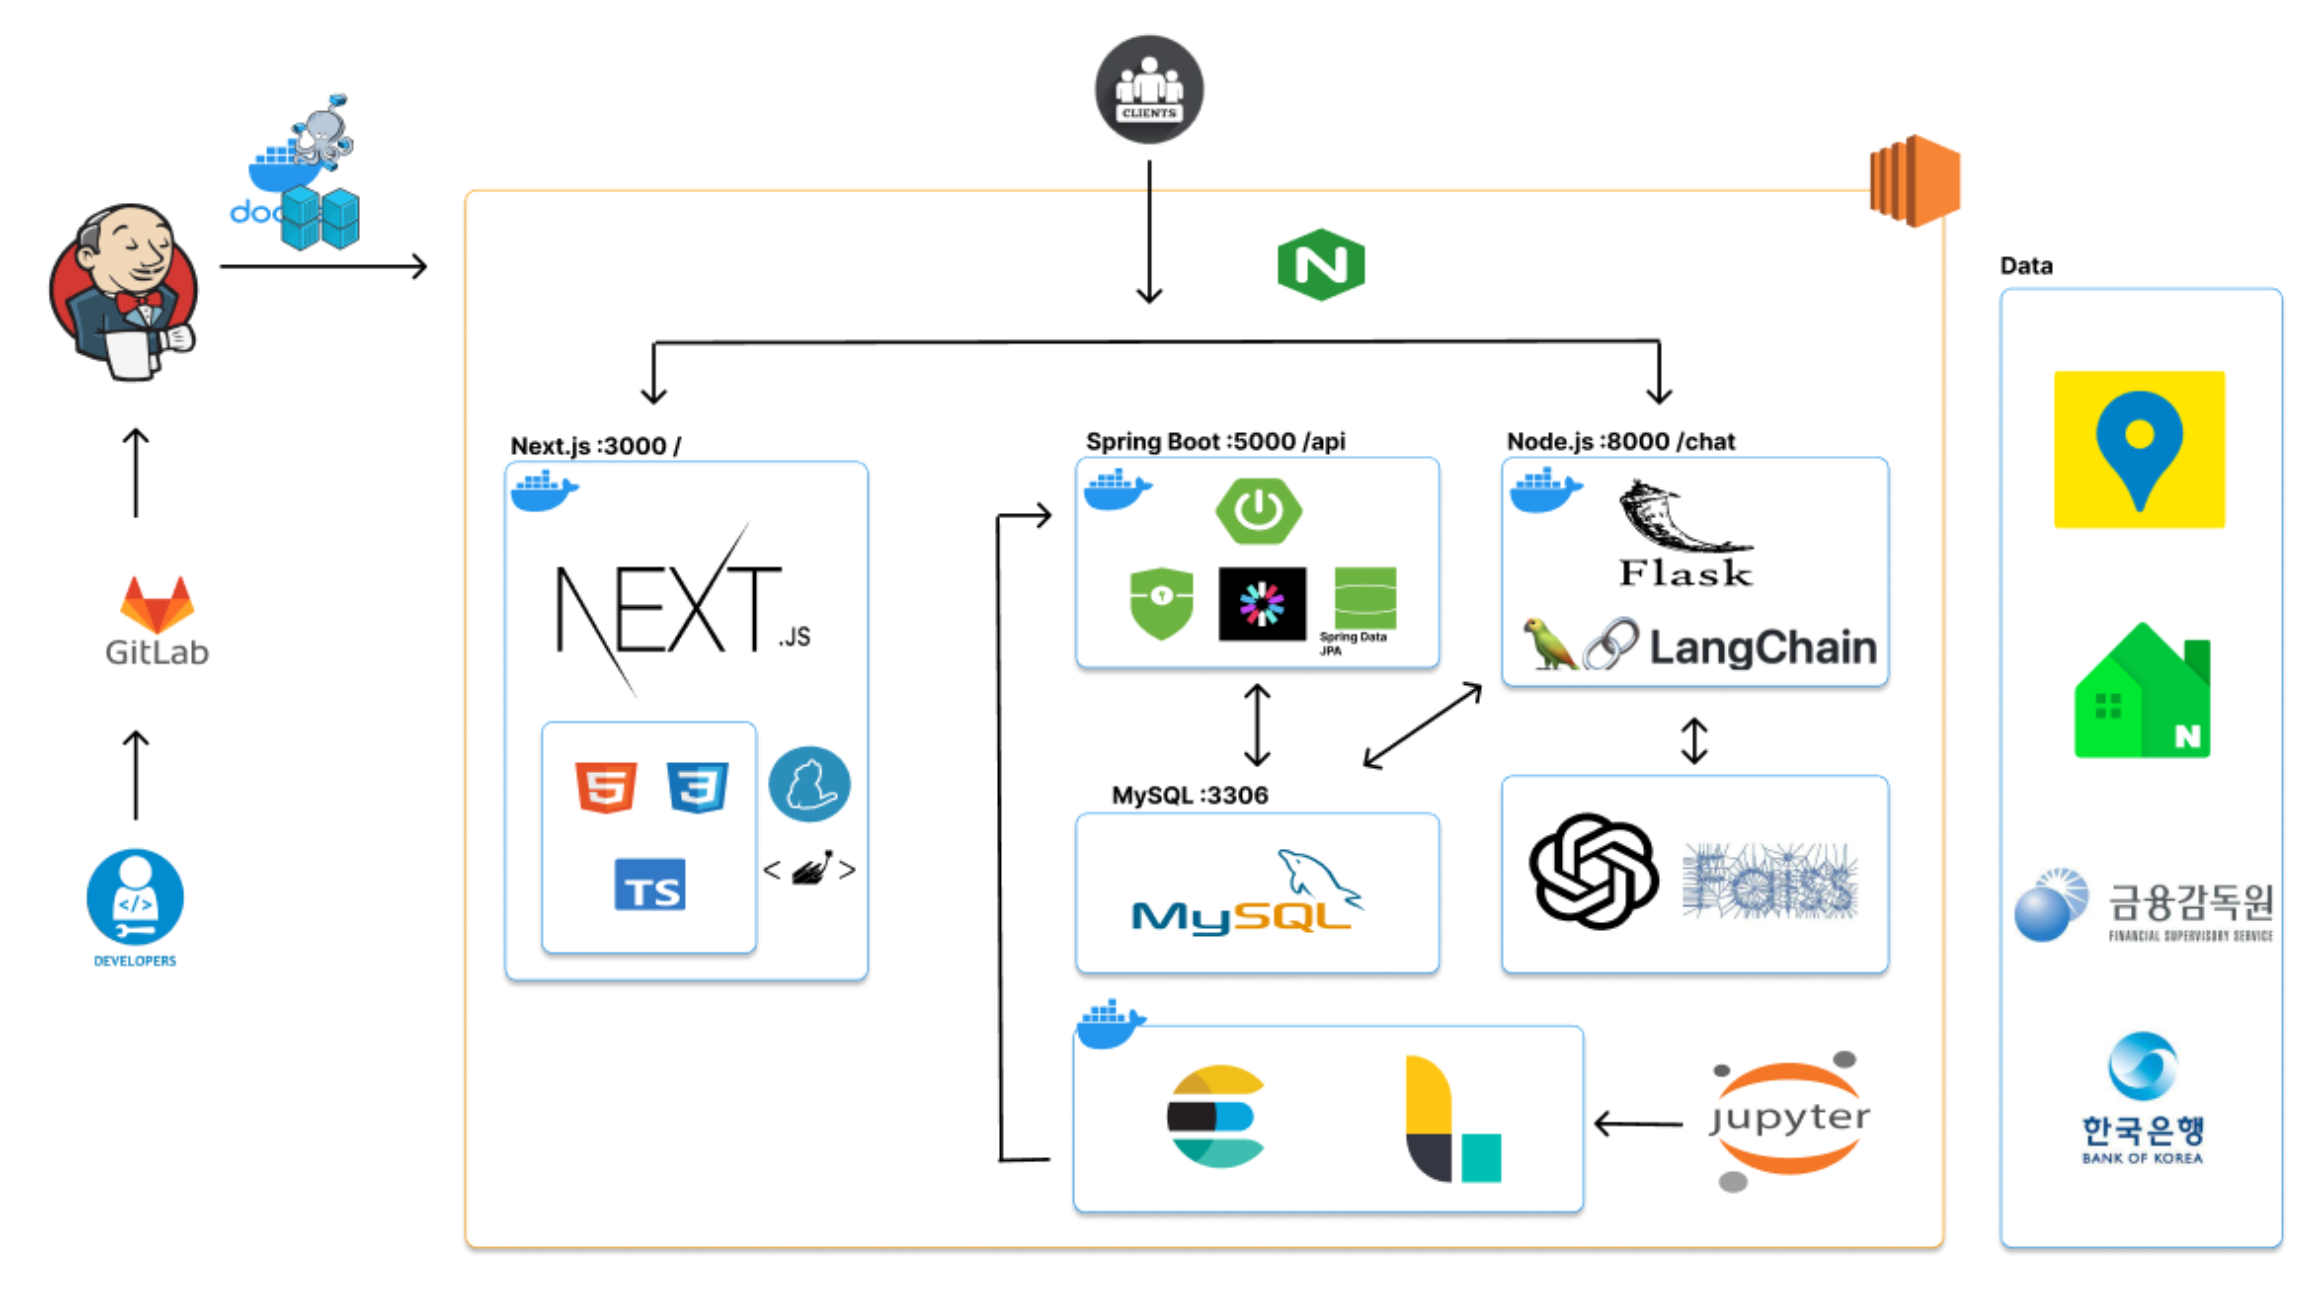 CLIENTS
doc
Data
Next.js :3000 /
Spring Boot :5000 /api
Node.js :8000 /chat
NEXT.JS
Flask
Spring Data
JPA
LangChain
GitLab
N
5
3
TS
< >
MySQL :3306
MySQL
Faiss
DEVELOPERS
</>
금융감독원
FINANCIAL SUPERVISORY SERVICE
jupyter
한국은행
BANK OF KOREA